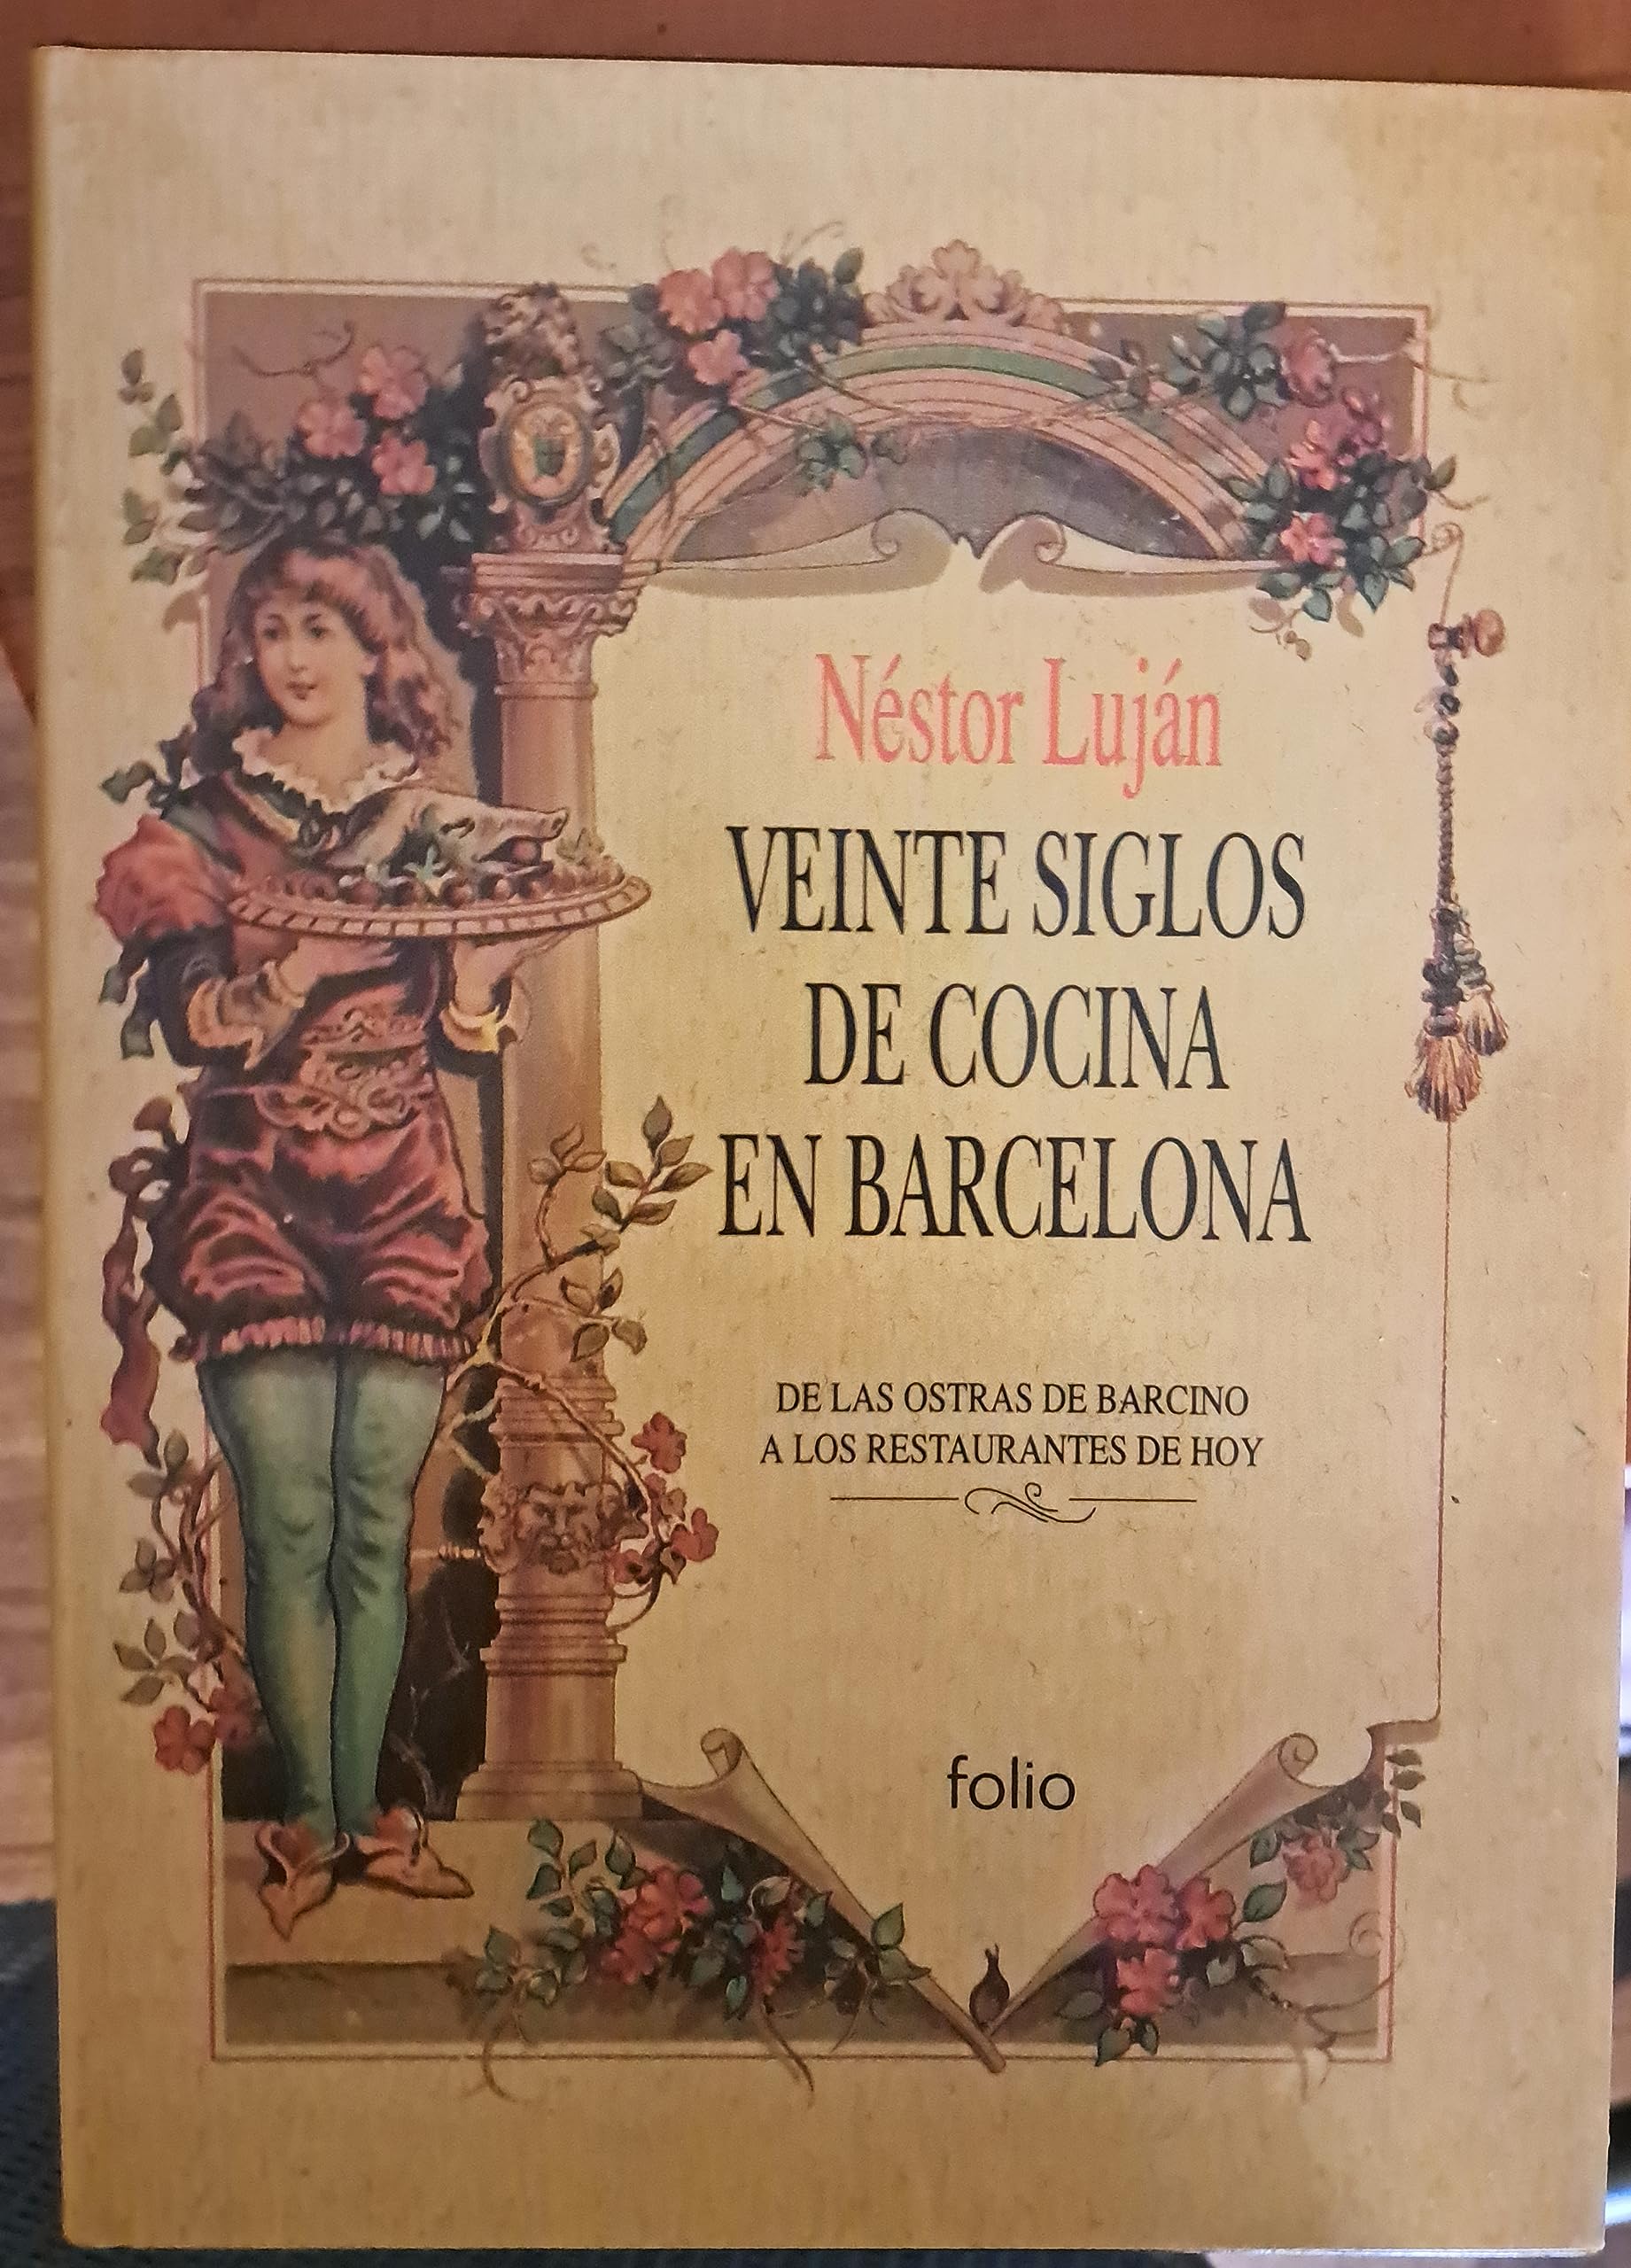 Néstor Luján
VEINTE SIGLOS
DE COCINA
EN BARCELONA
DE LAS OSTRAS DE BARCINO
A LOS RESTAURANTES DE HOY
folio